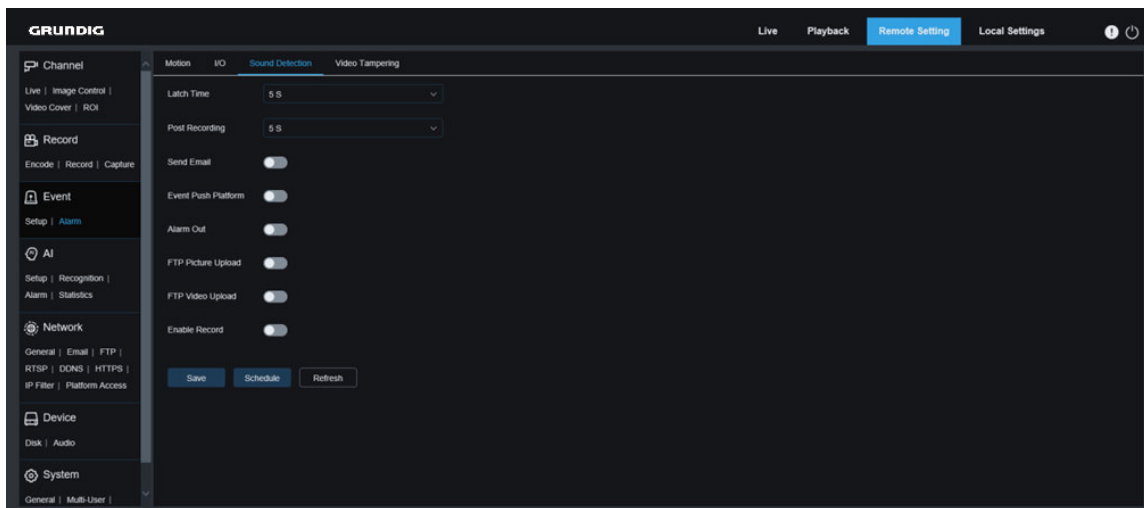 GRUNDIG
Live Playback Remote Setting Local Settings
Channel
Live | Image Control |
Video Cover | ROI
Record
Encode | Record | Capture
Event
Setup | Alarm
AI
Setup | Recognition |
Alarm | Statistics
Network
General | Email | FTP |
RTSP | DDNS | HTTPS |
IP Filter | Platform Access
Device
Disk | Audio
System
General | Multi-User |
Motion I/O Sound Detection Video Tampering
Latch Time 5 S
Post Recording 5 S
Send Email
Event Push Platform
Alarm Out
FTP Picture Upload
FTP Video Upload
Enable Record
Save Schedule Refresh